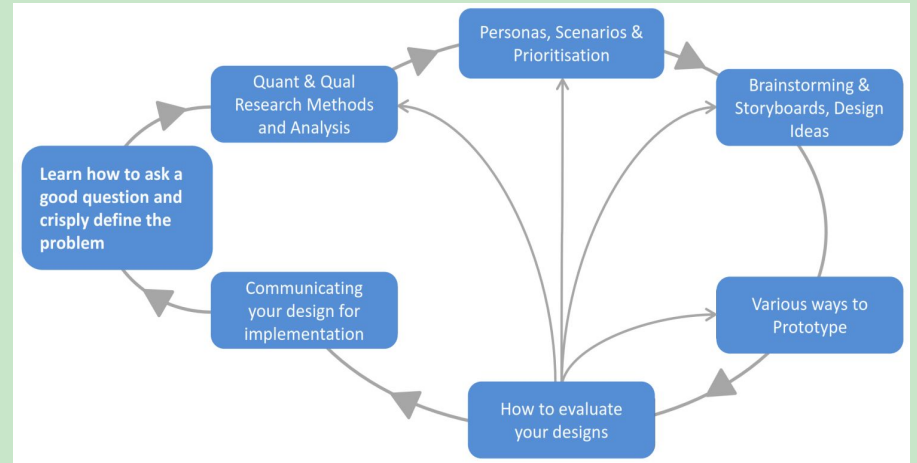 Learn how to ask a
good question and
crisply define the
problem
Quant & Qual
Research Methods
and Analysis
Personas, Scenarios &
Prioritisation
Brainstorming &
Storyboards, Design
Ideas
Various ways to
Prototype
How to evaluate
your designs
Communicating
your design for
implementation